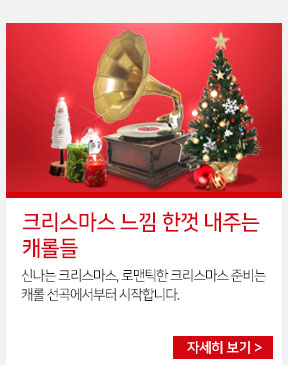 크리스마스 느낌 한껏 내주는
캐롤들
신나는 크리스마스, 로맨틱한 크리스마스 준비는
캐롤 선곡에서부터 시작합니다.
자세히 보기 >